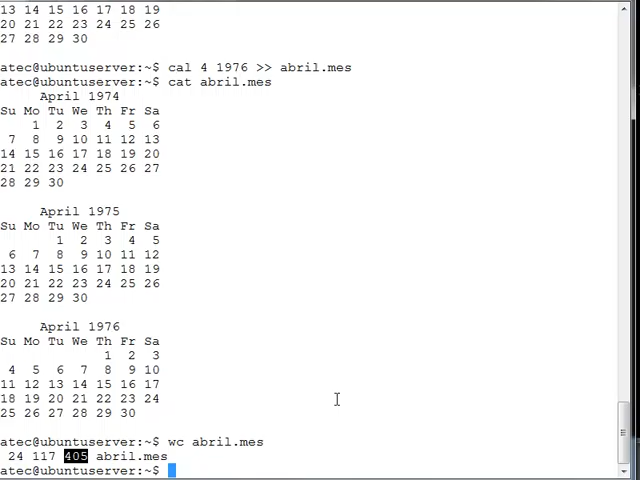 13 14 15 16 17 18 19
20 21 22 23 24 25 26
27 28 29 30
atec@ubuntuserver:~$ cal 4 1976 >> abril.mes
atec@ubuntuserver:~$ cat abril.mes
April 1974
Su Mo Tu We Th Fr Sa
1 2 3 4 5 6
7 8 9 10 11 12 13
14 15 16 17 18 19 20
21 22 23 24 25 26 27
28 29 30
April 1975
Su Mo Tu We Th Fr Sa
1 2 3 4 5
6 7 8 9 10 11 12
13 14 15 16 17 18 19
20 21 22 23 24 25 26
27 28 29 30
April 1976
Su Mo Tu We Th Fr Sa
1 2 3
4 5 6 7 8 9 10
11 12 13 14 15 16 17
18 19 20 21 22 23 24
25 26 27 28 29 30
atec@ubuntuserver:~$ wc abril.mes
24 117 405 abril.mes
atec@ubuntuserver:~$